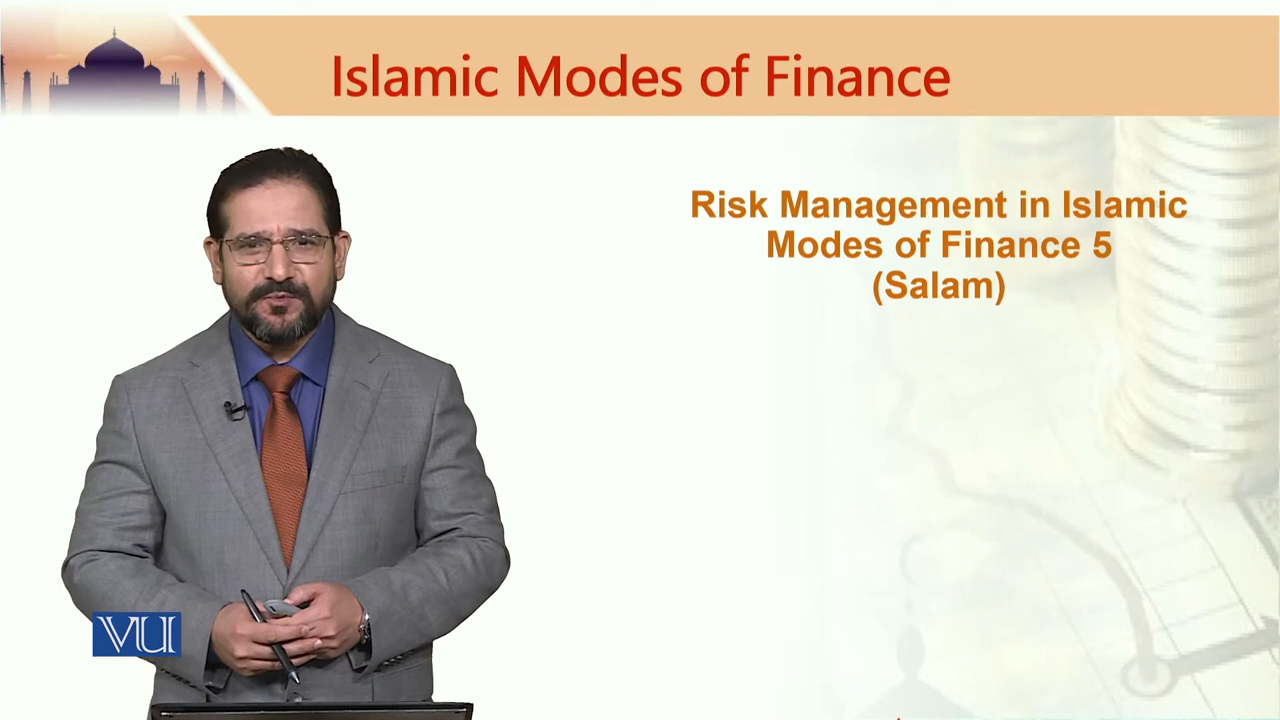 Islamic Modes of Finance
Risk Management in Islamic
Modes of Finance 5
(Salam)
VU